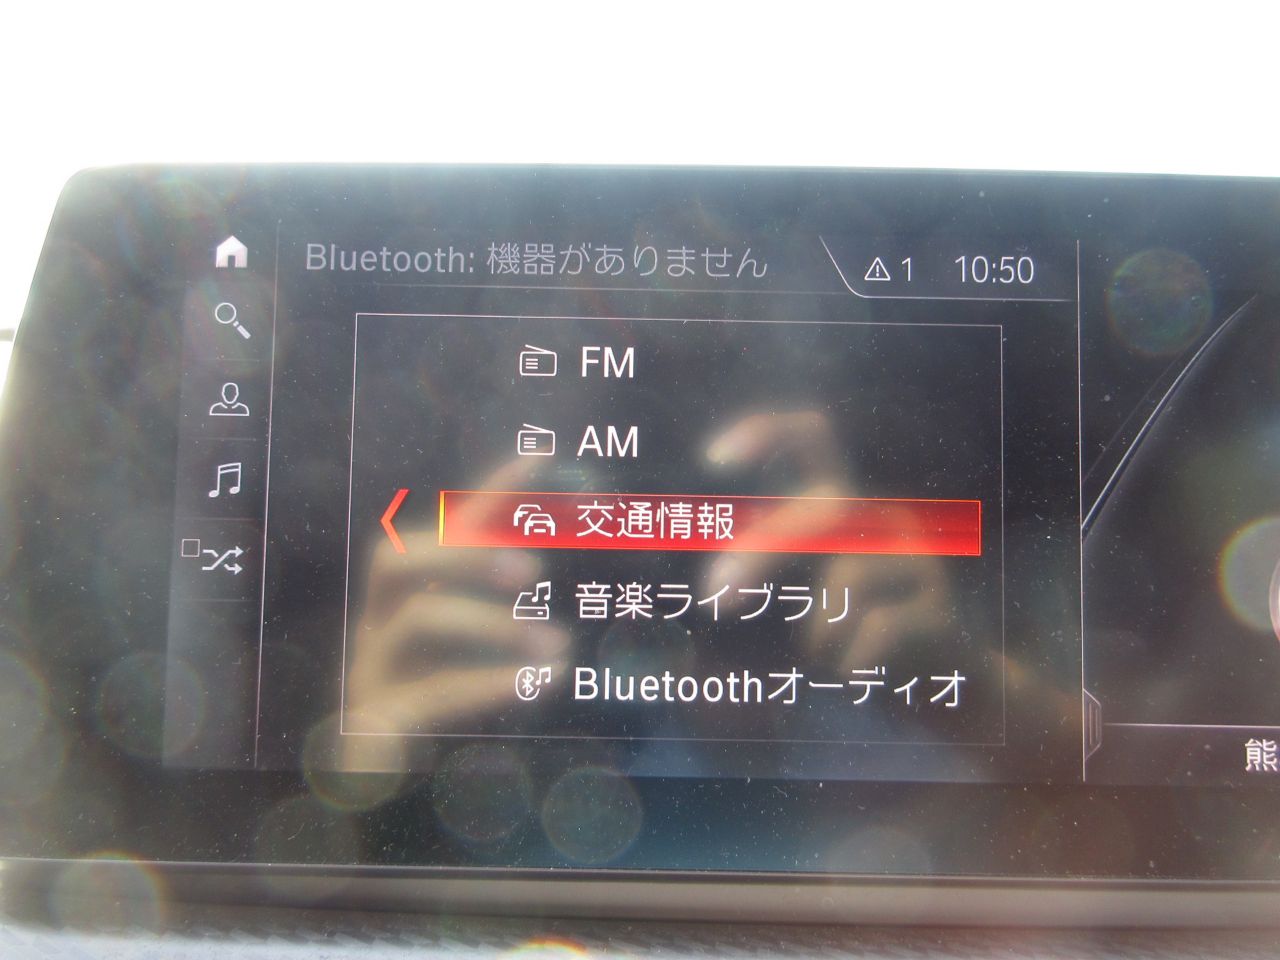 Bluetooth: 機器がありません
1
10:50
FM
AM
交通情報
音楽ライブラリ
Bluetoothオーディオ
熊